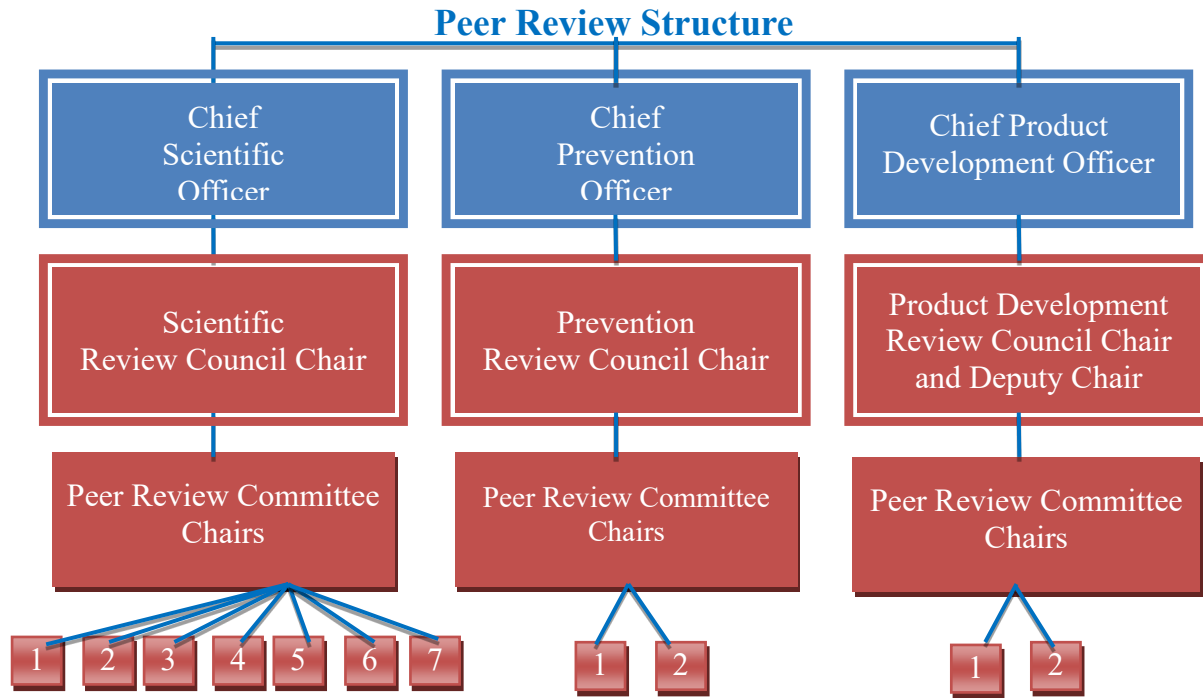 Peer Review Structure
Chief
Scientific
Officer
Chief
Prevention
Officer
Chief Product
Development Officer
Scientific
Review Council Chair
Prevention
Review Council Chair
Product Development
Review Council Chair
and Deputy Chair
Peer Review Committee
Chairs
Peer Review Committee
Chairs
Peer Review Committee
Chairs
1 2 3 4 5 6 7
1 2
1 2